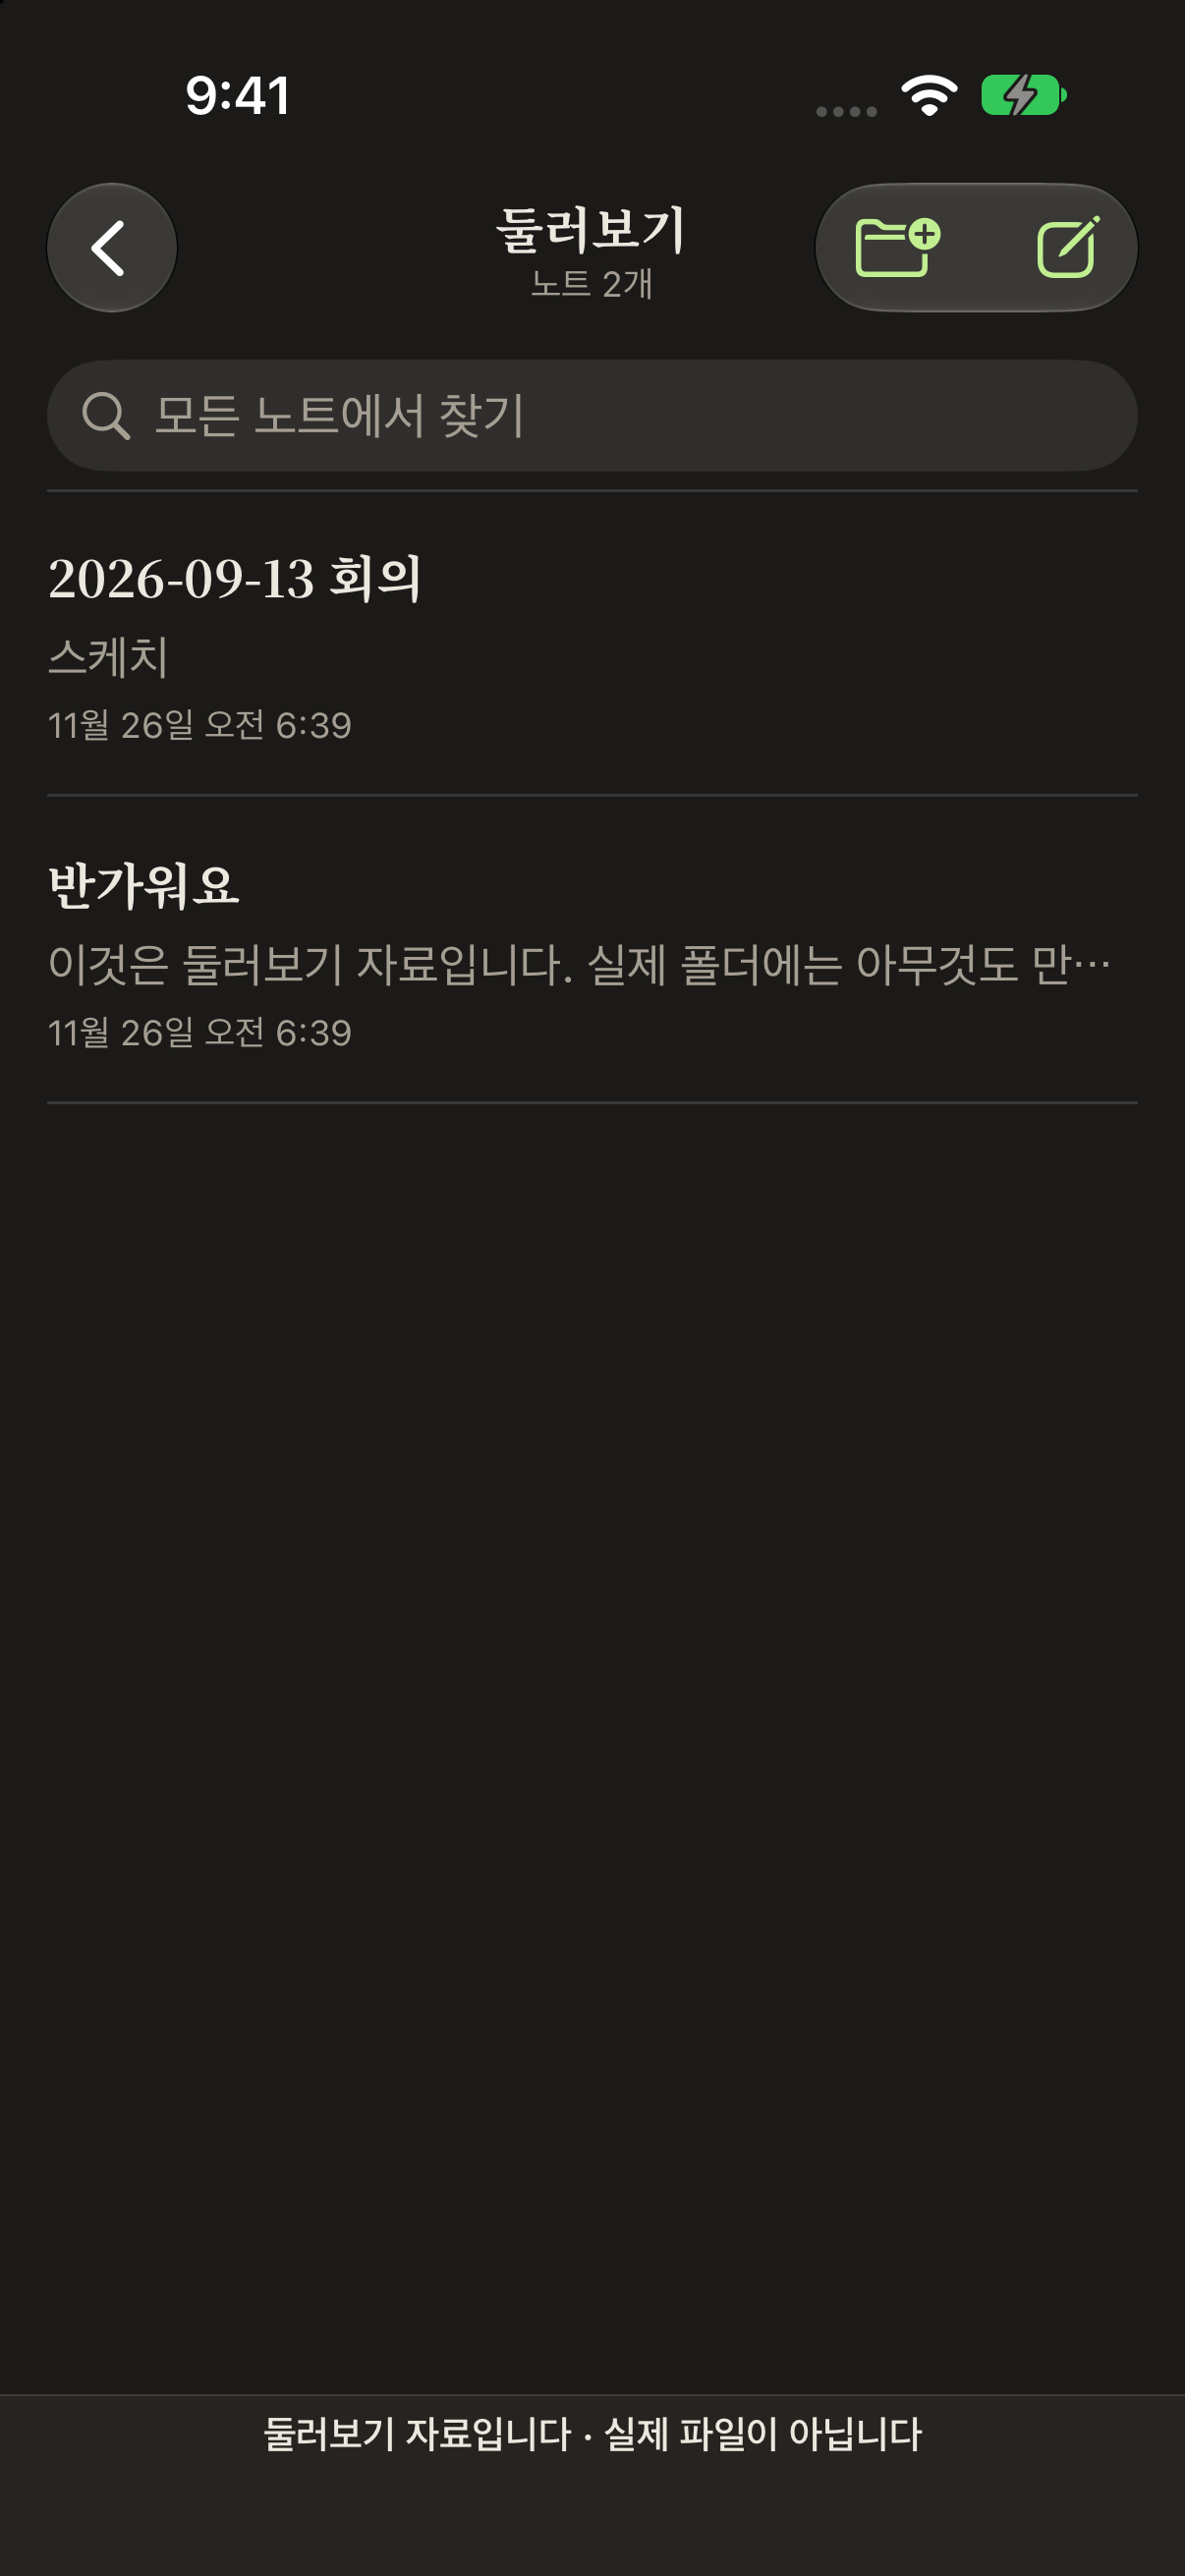 9:41
둘러보기
노트 2개
모든 노트에서 찾기
2026-09-13 회의
스케치
11월 26일 오전 6:39
반가워요
이것은 둘러보기 자료입니다. 실제 폴더에는 아무것도 만…
11월 26일 오전 6:39
둘러보기 자료입니다 · 실제 파일이 아닙니다